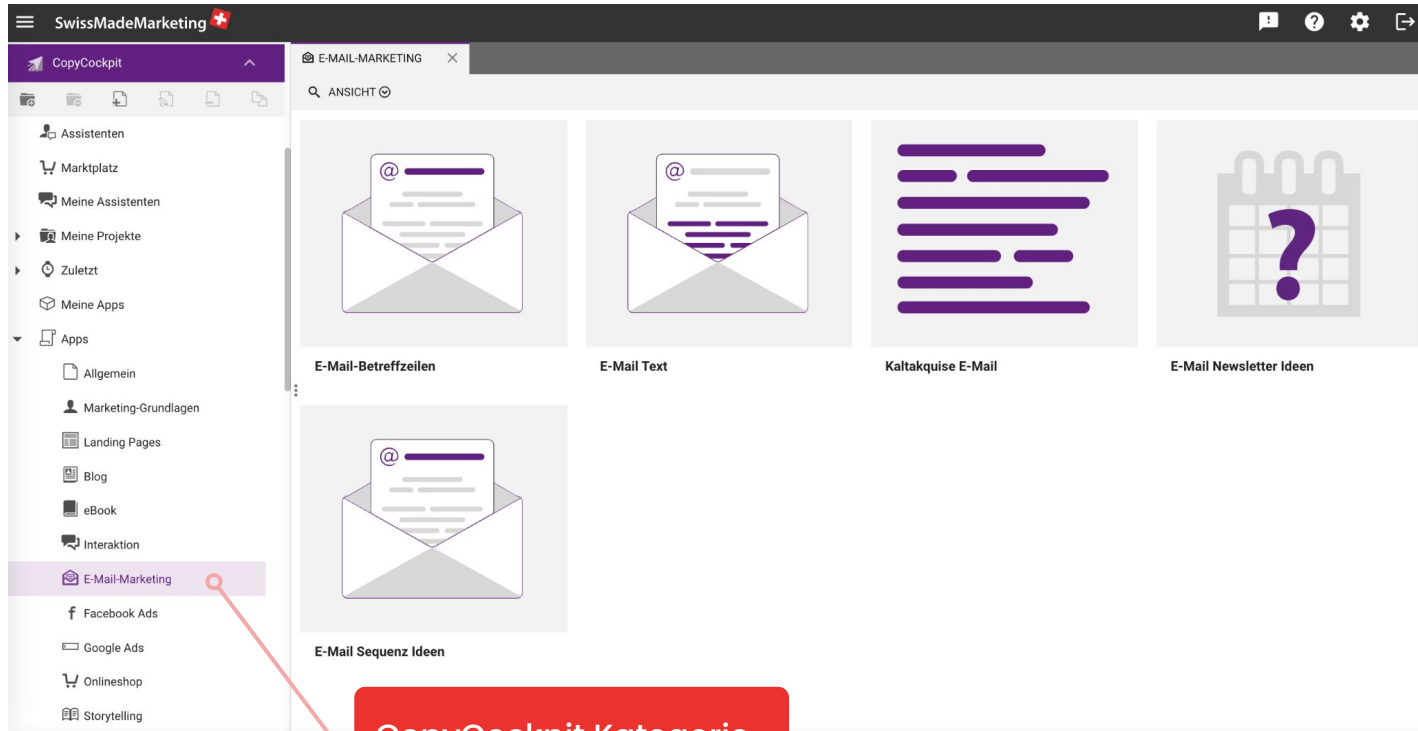 SwissMadeMarketing
CopyCockpit
E-MAIL-MARKETING
ANSICHT
Assistenten
Marktplatz
Meine Assistenten
Meine Projekte
Zuletzt
Meine Apps
Apps
Allgemein
Marketing-Grundlagen
Landing Pages
Blog
eBook
Interaktion
E-Mail-Marketing
Facebook Ads
Google Ads
Onlineshop
Storytelling
@
@
?
E-Mail-Betreffzeilen
E-Mail Text
Kaltakquise E-Mail
E-Mail Newsletter Ideen
@
E-Mail Sequenz Ideen
CopyCockpit Kategorie